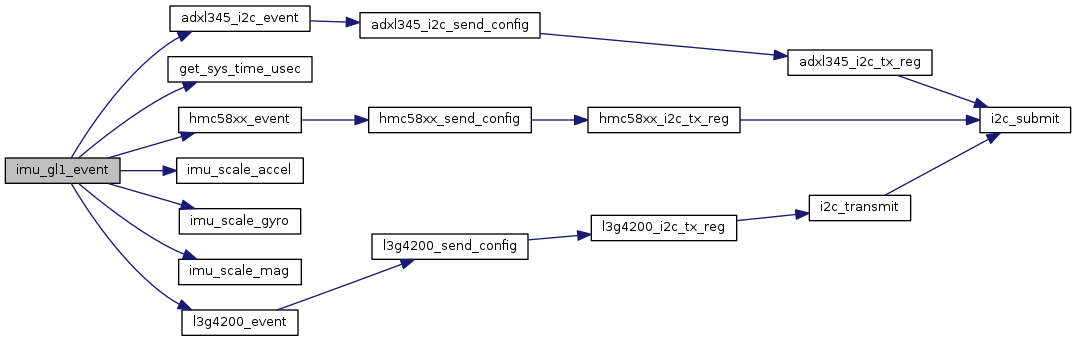 imu_gl1_event
adxl345_i2c_event
get_sys_time_usec
hmc58xx_event
imu_scale_accel
imu_scale_gyro
imu_scale_mag
l3g4200_event
adxl345_i2c_send_config
hmc58xx_send_config
l3g4200_send_config
adxl345_i2c_tx_reg
hmc58xx_i2c_tx_reg
l3g4200_i2c_tx_reg
i2c_transmit
i2c_submit